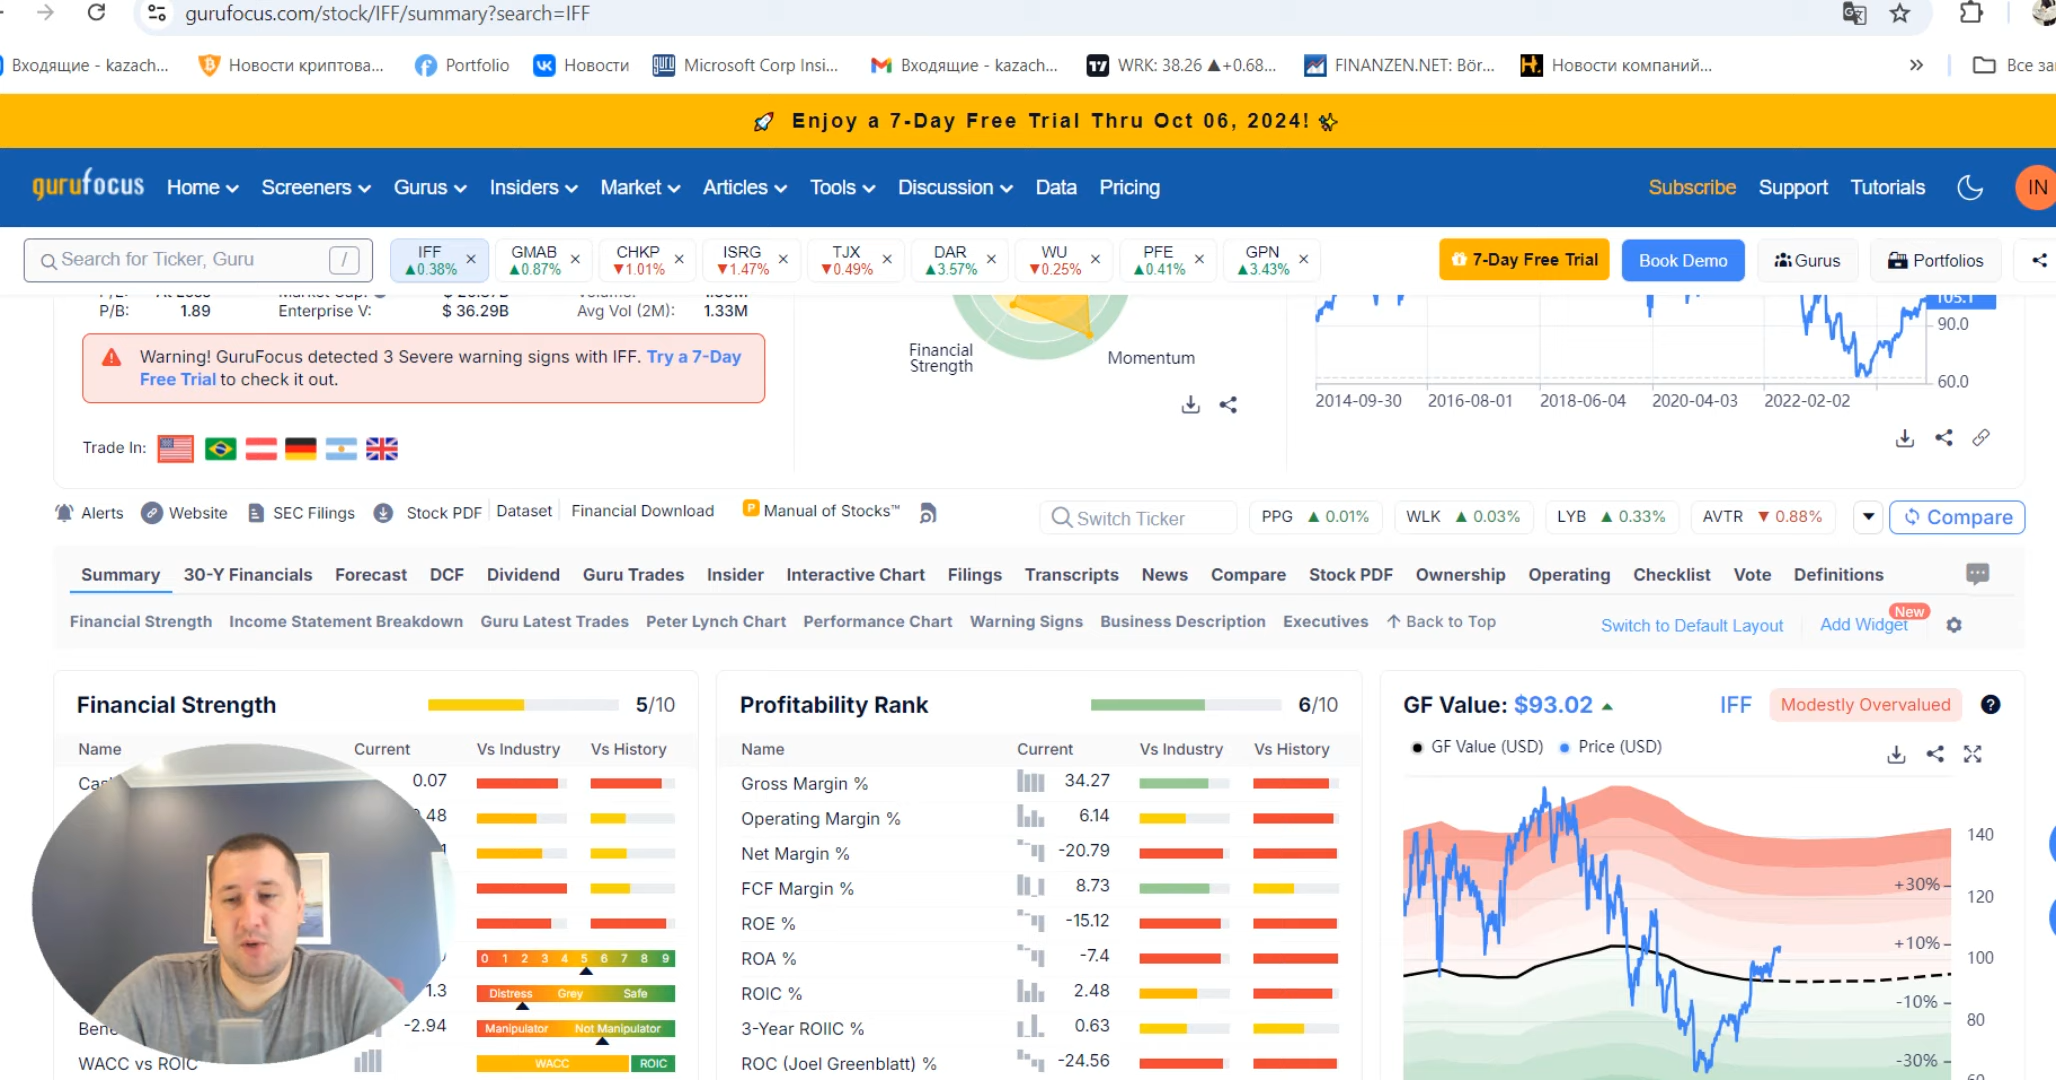 gurufocus.com/stock/IFF/summary?search=IFF
Входящие - kazach...
Новости криптова...
Portfolio
Новости
Microsoft Corp Insi...
Входящие - kazach...
WRK: 38.26 ▲+0.68...
FINANZEN.NET: Bör...
Новости компаний...
Все за
Enjoy a 7-Day Free Trial Thru Oct 06, 2024!
gurufocus Home Screeners Gurus Insiders Market Articles Tools Discussion Data Pricing
Subscribe Support Tutorials IN
Search for Ticker, Guru /
IFF ▲0.38%
GMAB ▲0.87%
CHKP ▼1.01%
ISRG ▼1.47%
TJX ▼0.49%
DAR ▲3.57%
WU ▼0.25%
PFE ▲0.41%
GPN ▲3.43%
7-Day Free Trial Book Demo Gurus Portfolios
P/B: 1.89 Enterprise V: $ 36.29B Avg Vol (2M): 1.33M
Warning! GuruFocus detected 3 Severe warning signs with IFF. Try a 7-Day
Free Trial to check it out.
Trade In:
Financial
Strength
Momentum
105.1
90.0
60.0
2014-09-30 2016-08-01 2018-06-04 2020-04-03 2022-02-02
Alerts Website SEC Filings Stock PDF Dataset Financial Download Manual of Stocks™
Switch Ticker PPG ▲ 0.01% WLK ▲ 0.03% LYB ▲ 0.33% AVTR ▼ 0.88% Compare
Summary 30-Y Financials Forecast DCF Dividend Guru Trades Insider Interactive Chart Filings Transcripts News Compare Stock PDF Ownership Operating Checklist Vote Definitions
Financial Strength Income Statement Breakdown Guru Latest Trades Peter Lynch Chart Performance Chart Warning Signs Business Description Executives Back to Top
Switch to Default Layout Add Widget New
Financial Strength 5/10
Name Current Vs Industry Vs History
0.07
.48
0 1 2 3 4 5 6 7 8 9
1.3 Distress Grey Safe
-2.94 Manipulator Not Manipulator
WACC vs ROIC WACC ROIC
Profitability Rank 6/10
Name Current Vs Industry Vs History
Gross Margin % 34.27
Operating Margin % 6.14
Net Margin % -20.79
FCF Margin % 8.73
ROE % -15.12
ROA % -7.4
ROIC % 2.48
3-Year ROIIC % 0.63
ROC (Joel Greenblatt) % -24.56
GF Value: $93.02 IFF Modestly Overvalued ?
GF Value (USD) Price (USD)
140
+30% 120
+10% 100
-10% 80
-30%